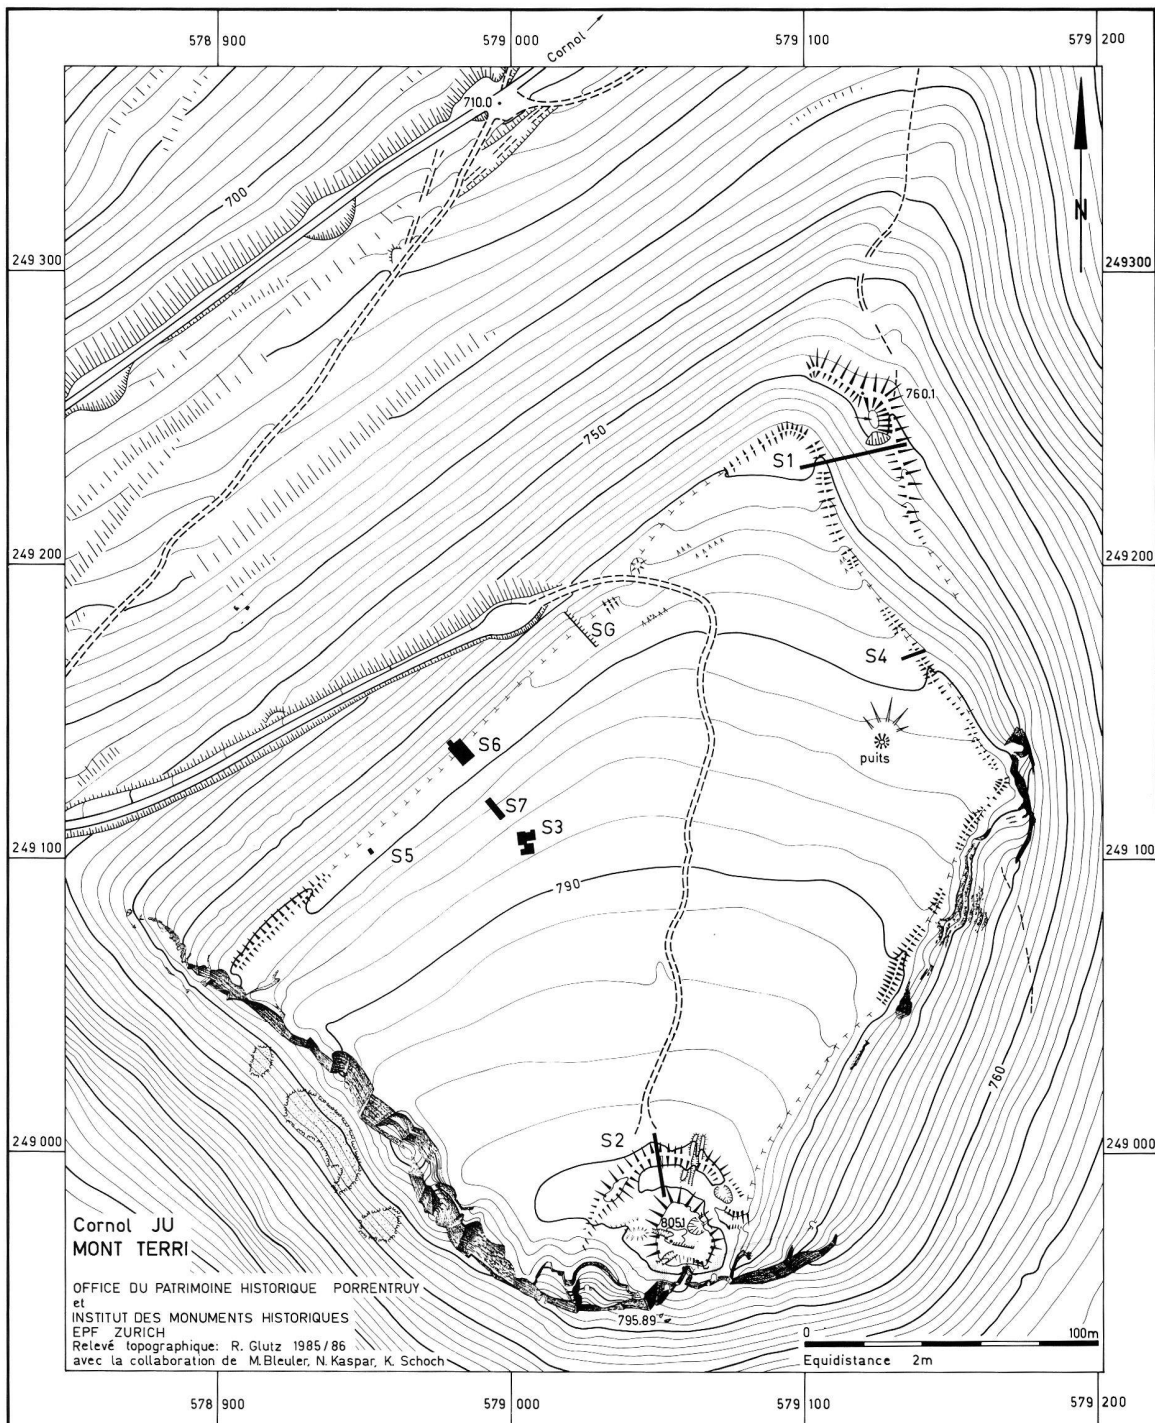 578 900
579 000
579 100
579 200
Cornol
710.0
700
N
249 300
249 300
760.1
750
S1
249 200
249 200
SG
S4
S6
puits
S7
S3
S5
249 100
249 100
790
760
S2
249 000
249 000
805.1
Cornol JU
MONT TERRI
OFFICE DU PATRIMOINE HISTORIQUE PORRENTRUY
et
INSTITUT DES MONUMENTS HISTORIQUES
EPF ZURICH
Relevé topographique: R. Glutz 1985/86
avec la collaboration de M.Bleuler, N.Kaspar, K. Schoch
795.89
0 100m
Equidistance 2m
578 900
579 000
579 100
579 200